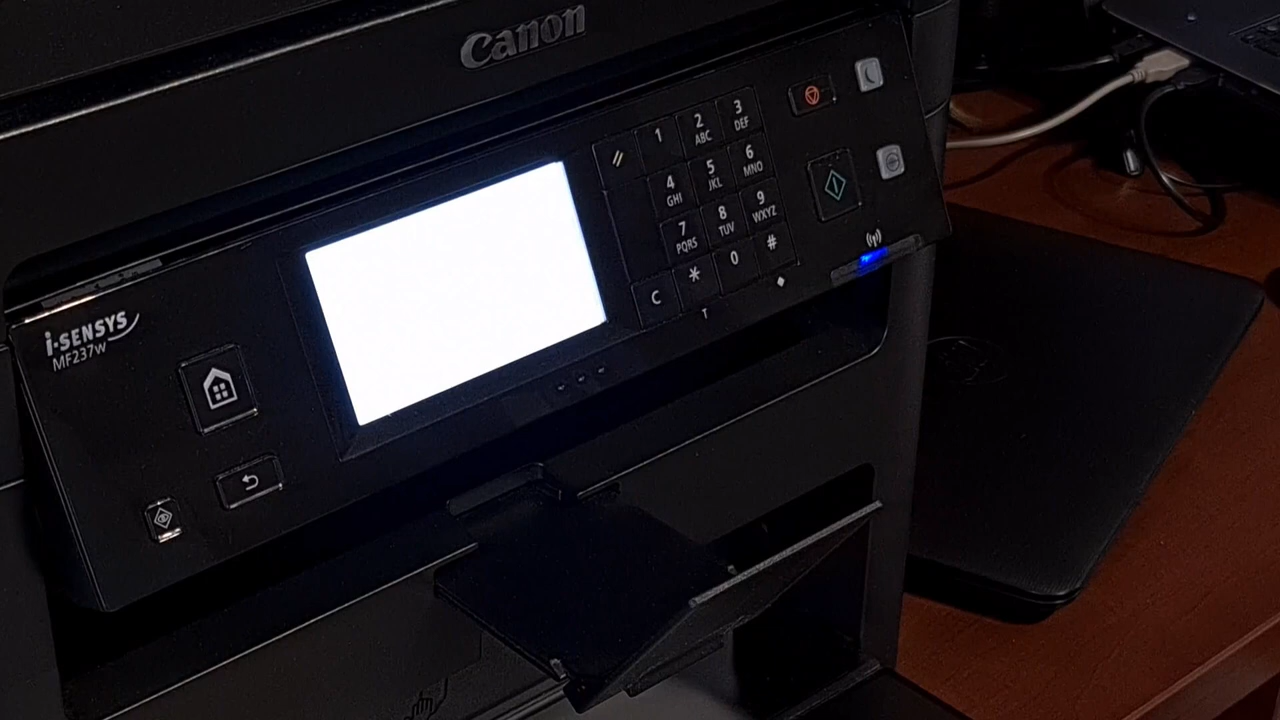 Canon
i-SENSYS
MF237w
1
2
ABC
3
DEF
4
GHI
5
JKL
6
MNO
7
PQRS
8
TUV
9
WXYZ
C
*
0
#
T